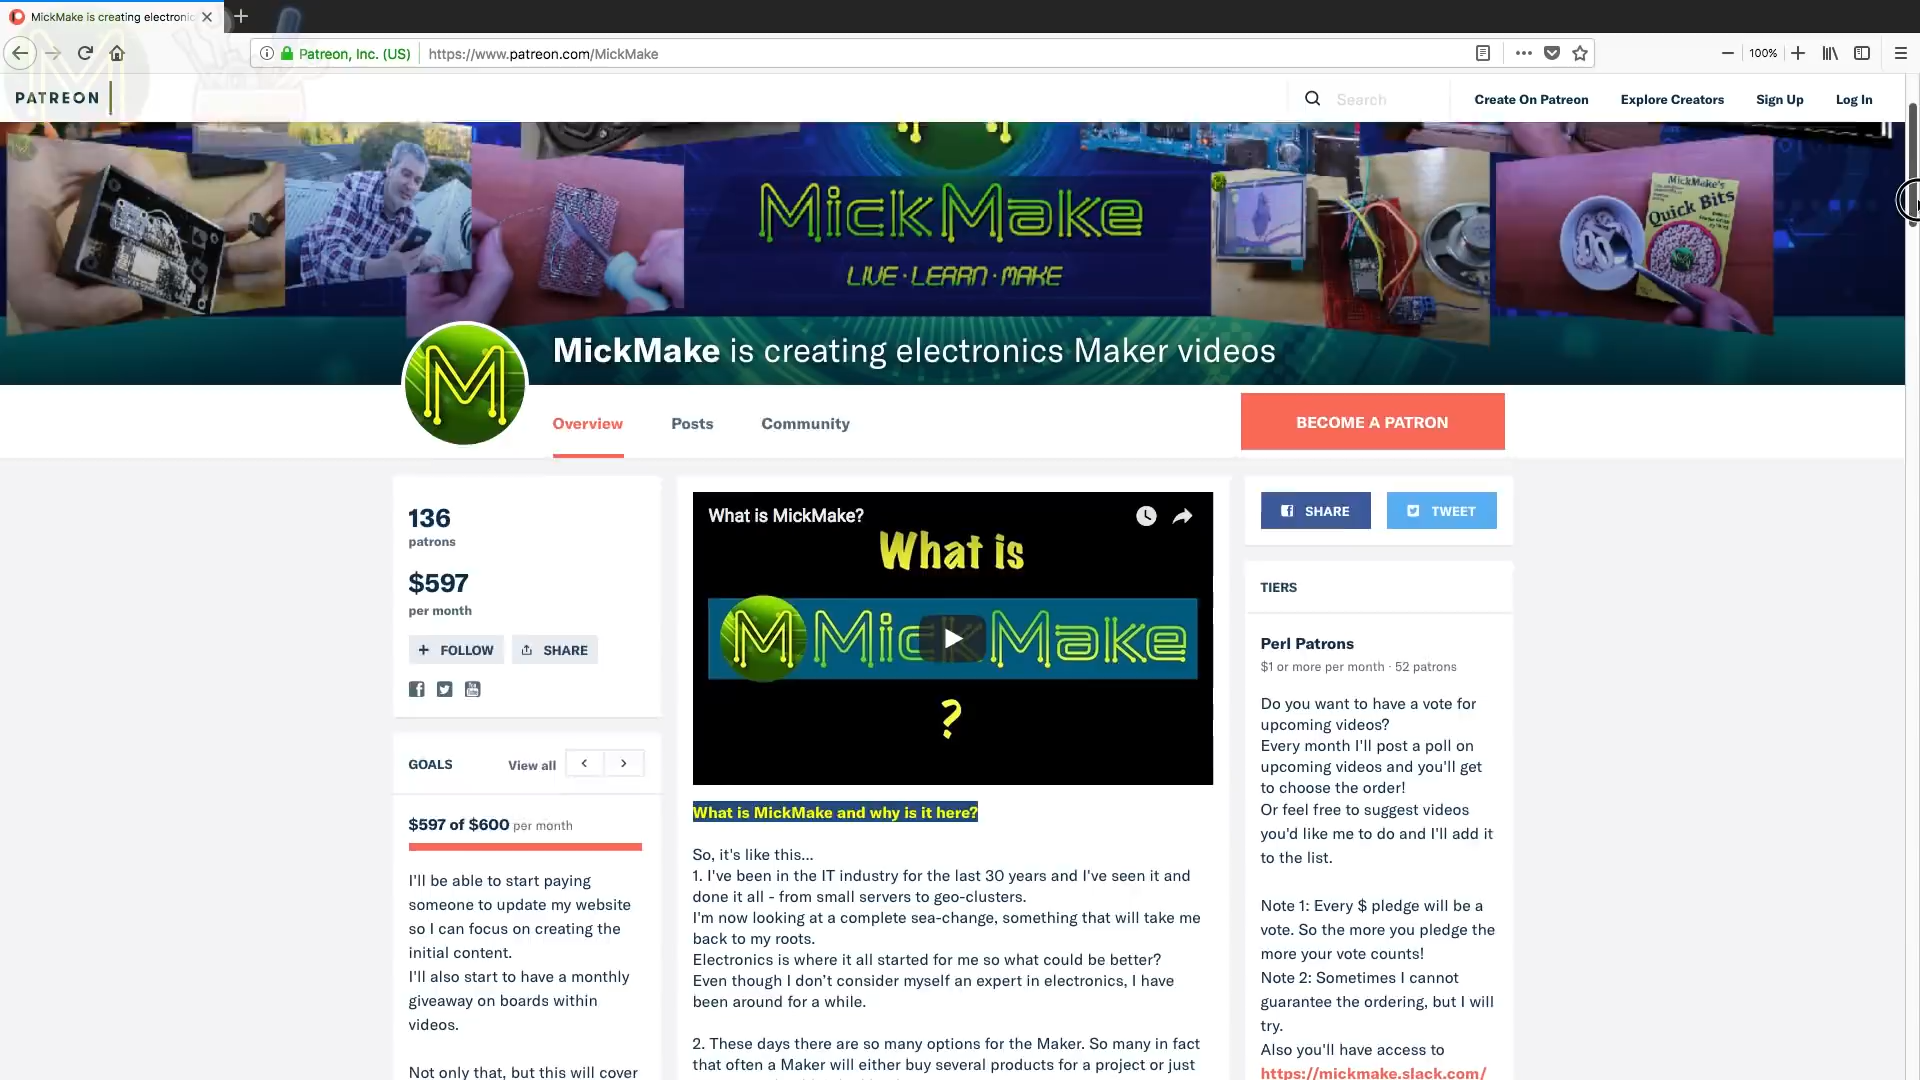 MickMake is creating electronic
Patreon, Inc. (US)
https://www.patreon.com/MickMake
100%
PATREON
Search
Create On Patreon
Explore Creators
Sign Up
Log In
MickMake
LIVE · LEARN · MAKE
MickMake's
Quick Bits
MickMake is creating electronics Maker videos
M
Overview
Posts
Community
BECOME A PATRON
136
patrons
$597
per month
FOLLOW
SHARE
GOALS
View all
$597 of $600 per month
I'll be able to start paying
someone to update my website
so I can focus on creating the
initial content.
I'll also start to have a monthly
giveaway on boards within
videos.
Not only that, but this will cover
What is MickMake?
What is
M MickMake
?
What is MickMake and why is it here?
So, it's like this...
1. I've been in the IT industry for the last 30 years and I've seen it and
done it all - from small servers to geo-clusters.
I'm now looking at a complete sea-change, something that will take me
back to my roots.
Electronics is where it all started for me so what could be better?
Even though I don’t consider myself an expert in electronics, I have
been around for a while.
2. These days there are so many options for the Maker. So many in fact
that often a Maker will either buy several products for a project or just
SHARE
TWEET
TIERS
Perl Patrons
$1 or more per month · 52 patrons
Do you want to have a vote for
upcoming videos?
Every month I'll post a poll on
upcoming videos and you'll get
to choose the order!
Or feel free to suggest videos
you'd like me to do and I'll add it
to the list.
Note 1: Every $ pledge will be a
vote. So the more you pledge the
more your vote counts!
Note 2: Sometimes I cannot
guarantee the ordering, but I will
try.
Also you'll have access to
https://mickmake.slack.com/